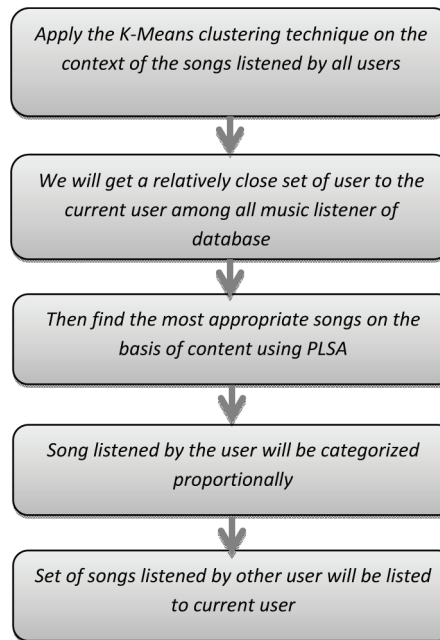 Apply the K-Means clustering technique on the
context of the songs listened by all users
We will get a relatively close set of user to the
current user among all music listener of
database
Then find the most appropriate songs on the
basis of content using PLSA
Song listened by the user will be categorized
proportionally
Set of songs listened by other user will be listed
to current user